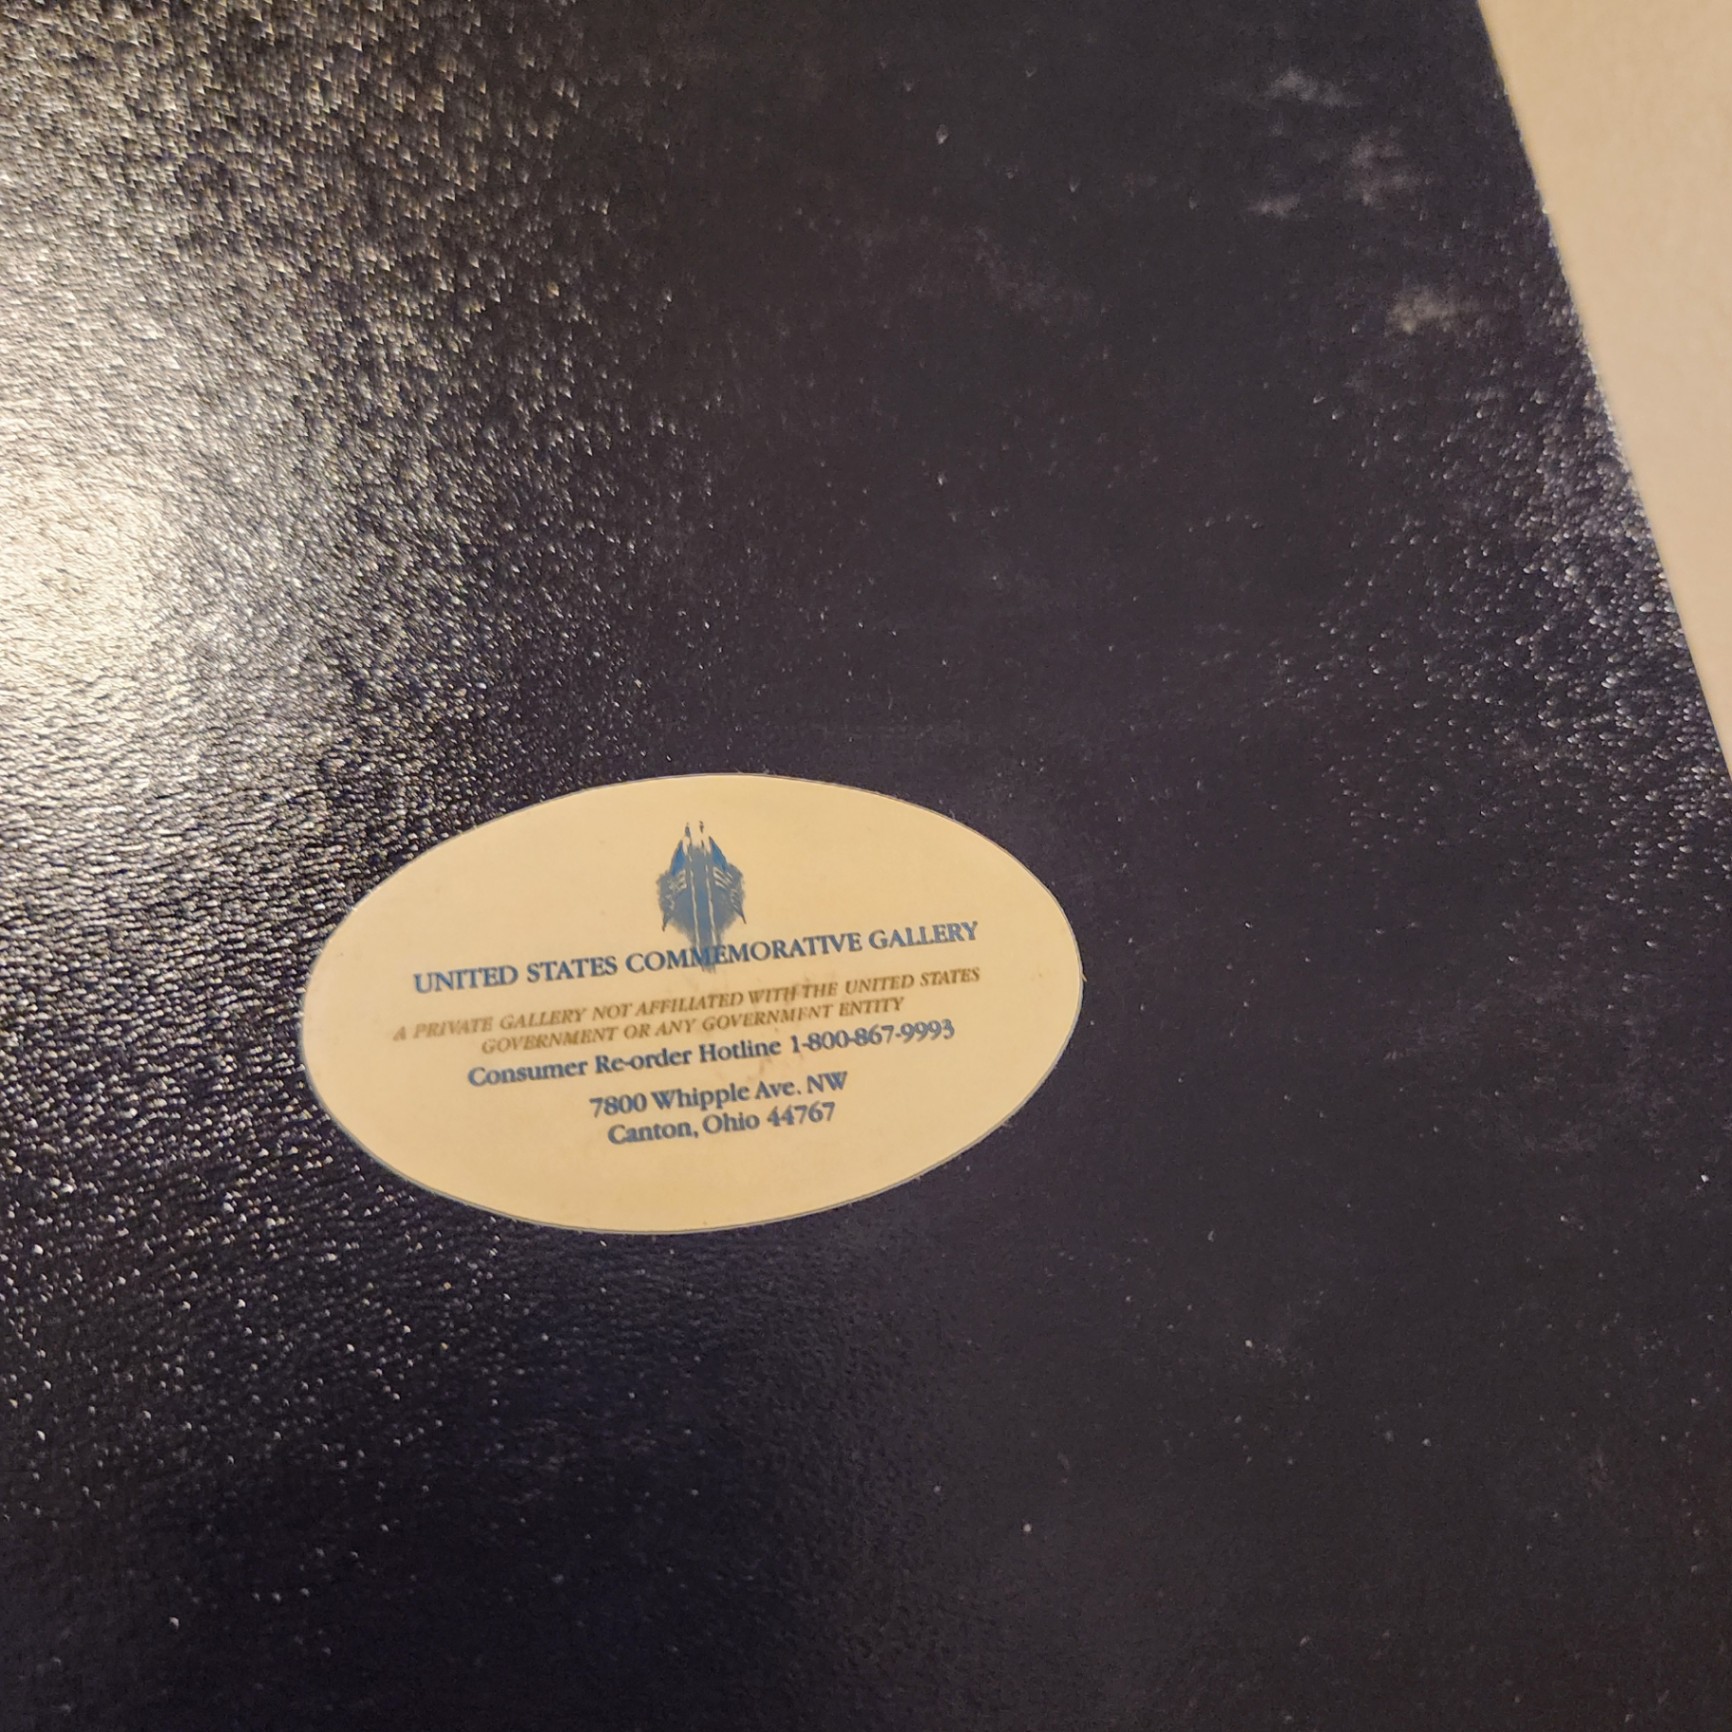 UNITED STATES COMMEMORATIVE GALLERY
A PRIVATE GALLERY NOT AFFILIATED WITH THE UNITED STATES
GOVERNMENT OR ANY GOVERNMENT ENTITY
Consumer Re-order Hotline 1-800-867-9993
7800 Whipple Ave. NW
Canton, Ohio 44767